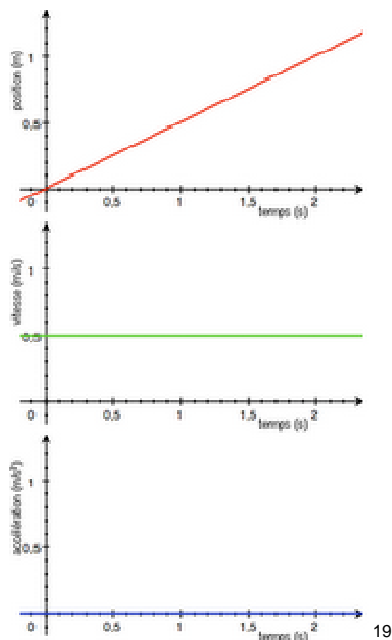 position (m)
1
0,5
0 0,5 1 1,5 2
temps (s)
vitesse (m/s)
1
0,5
0 0,5 1 1,5 2
temps (s)
accélération (m/s²)
1
0,5
0 0,5 1 1,5 2
temps (s)
19